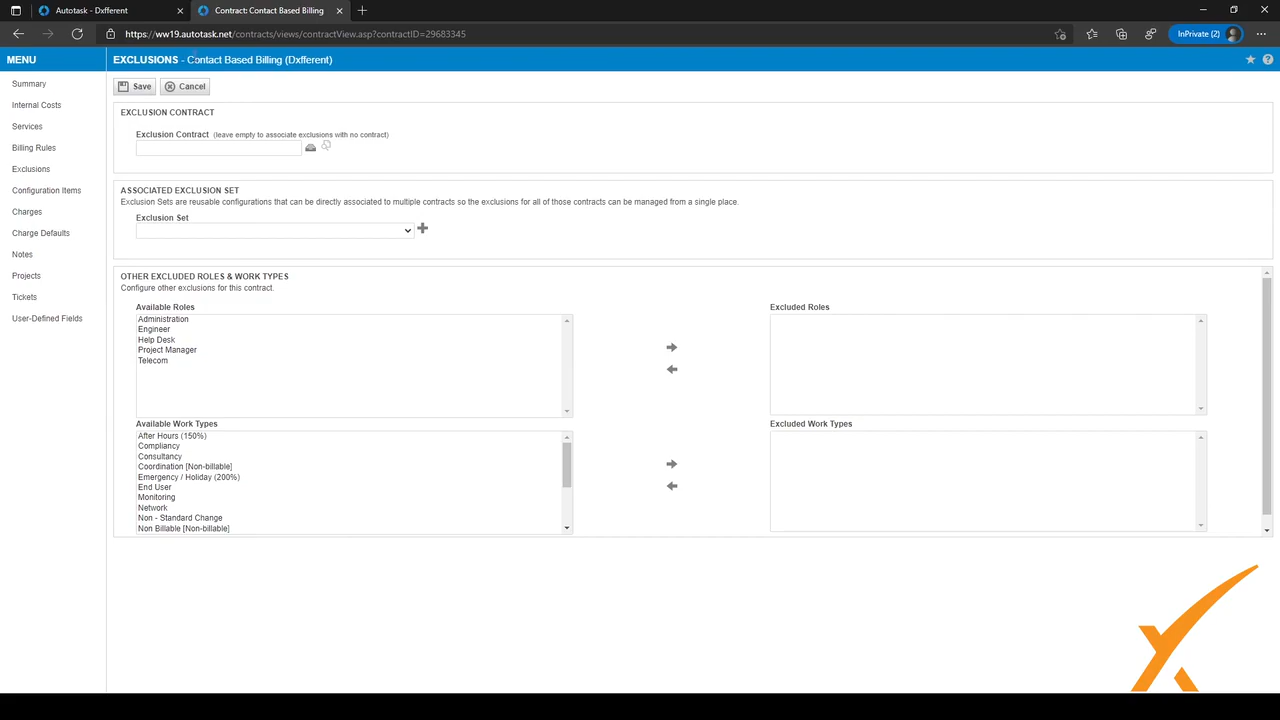 Autotask - Dxfferent
Contract: Contact Based Billing
https://ww19.autotask.net/contracts/views/contractView.asp?contractID=29683345
InPrivate (2)
MENU
EXCLUSIONS - Contact Based Billing (Dxfferent)
Summary
Internal Costs
Services
Billing Rules
Exclusions
Configuration Items
Charges
Charge Defaults
Notes
Projects
Tickets
User-Defined Fields
Save
Cancel
EXCLUSION CONTRACT
Exclusion Contract (leave empty to associate exclusions with no contract)
ASSOCIATED EXCLUSION SET
Exclusion Sets are reusable configurations that can be directly associated to multiple contracts so the exclusions for all of those contracts can be managed from a single place.
Exclusion Set
OTHER EXCLUDED ROLES & WORK TYPES
Configure other exclusions for this contract.
Available Roles
Administration
Engineer
Help Desk
Project Manager
Telecom
Excluded Roles
Available Work Types
After Hours (150%)
Compliancy
Consultancy
Coordination [Non-billable]
Emergency / Holiday (200%)
End User
Monitoring
Network
Non - Standard Change
Non Billable [Non-billable]
Excluded Work Types